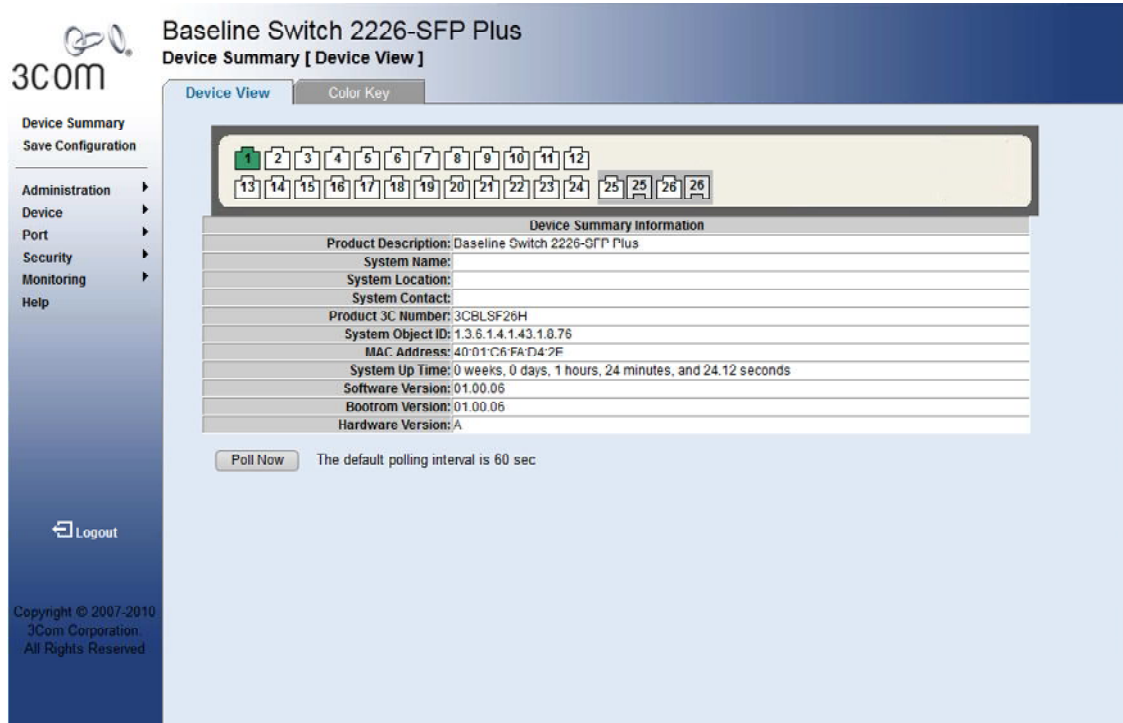 3COM
Baseline Switch 2226-SFP Plus
Device Summary [ Device View ]
Device View
Color Key
Device Summary
Save Configuration
Administration
Device
Port
Security
Monitoring
Help
Logout
Copyright © 2007-2010
3Com Corporation.
All Rights Reserved
1 2 3 4 5 6 7 8 9 10 11 12
13 14 15 16 17 18 19 20 21 22 23 24 25 25 26 26
Device Summary Information
Product Description: Baseline Switch 2226-SFP Plus
System Name:
System Location:
System Contact:
Product 3C Number: 3CBLSF26H
System Object ID: 1.3.6.1.4.1.43.1.8.76
MAC Address:
System Up Time: 0 weeks, 0 days, 1 hours, 24 minutes, and 24.12 seconds
Software Version: 01.00.06
Bootrom Version: 01.00.06
Hardware Version: A
Poll Now
The default polling interval is 60 sec